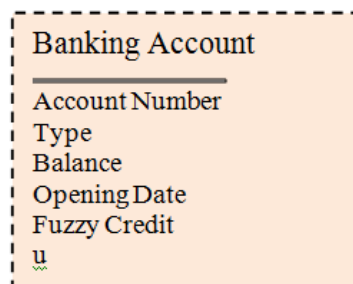 Banking Account
Account Number
Type
Balance
Opening Date
Fuzzy Credit
u